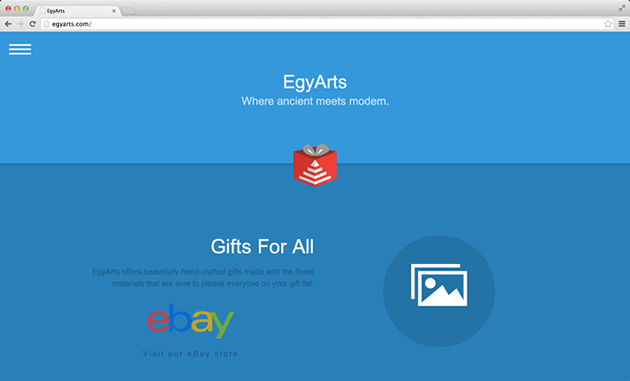 EgyArts
egyarts.com/
EgyArts
Where ancient meets modern.
Gifts For All
EgyArts offers beautifully hand-crafted gifts made with the finest
materials that are sure to please everyone on your gift list.
ebay
Visit our eBay store